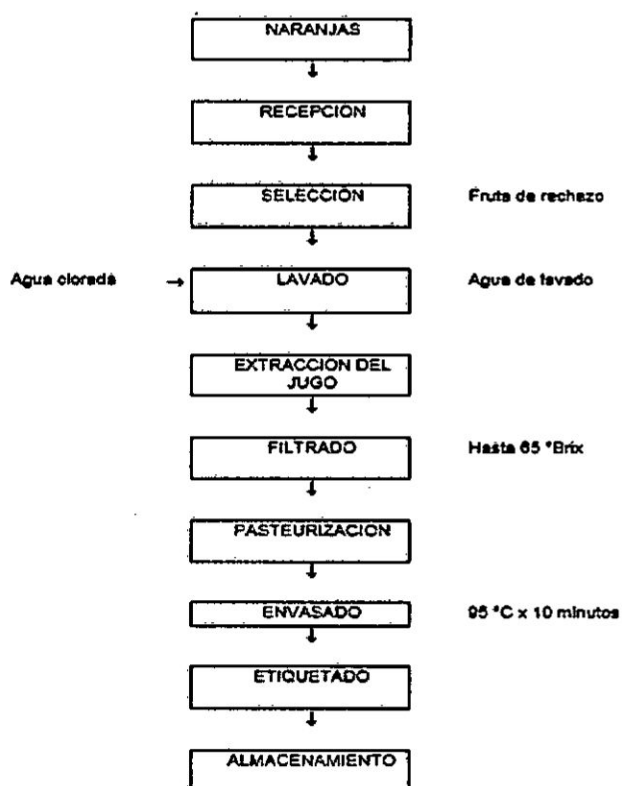 NARANJAS
RECEPCION
SELECCIÓN Fruta de rechazo
Agua clorada → LAVADO Agua de lavado
EXTRACCION DEL
JUGO
FILTRADO Hasta 65 °Brix
PASTEURIZACION
ENVASADO 95 °C x 10 minutos
ETIQUETADO
ALMACENAMIENTO